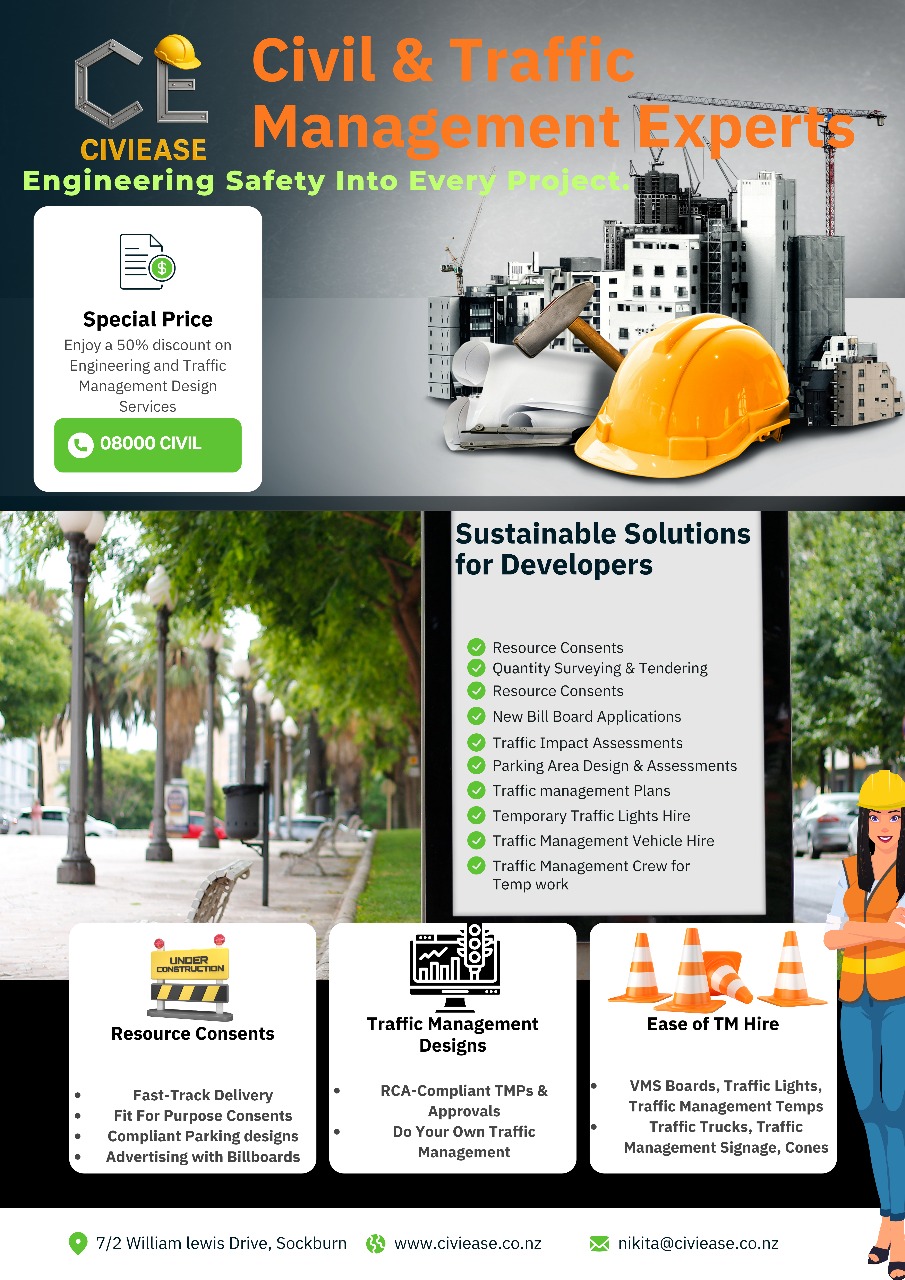 CE
CIVIEASE
Civil & Traffic
Management Experts
Engineering Safety Into Every Project.
$
Special Price
Enjoy a 50% discount on
Engineering and Traffic
Management Design
Services
08000 CIVIL
Sustainable Solutions
for Developers
Resource Consents
Quantity Surveying & Tendering
Resource Consents
New Bill Board Applications
Traffic Impact Assessments
Parking Area Design & Assessments
Traffic management Plans
Temporary Traffic Lights Hire
Traffic Management Vehicle Hire
Traffic Management Crew for
Temp work
UNDER
CONSTRUCTION
Resource Consents
• Fast-Track Delivery
• Fit For Purpose Consents
• Compliant Parking designs
• Advertising with Billboards
Traffic Management
Designs
• RCA-Compliant TMPs &
Approvals
• Do Your Own Traffic
Management
Ease of TM Hire
• VMS Boards, Traffic Lights,
Traffic Management Temps
• Traffic Trucks, Traffic
Management Signage, Cones
7/2 William lewis Drive, Sockburn
www.civiease.co.nz
nikita@civiease.co.nz